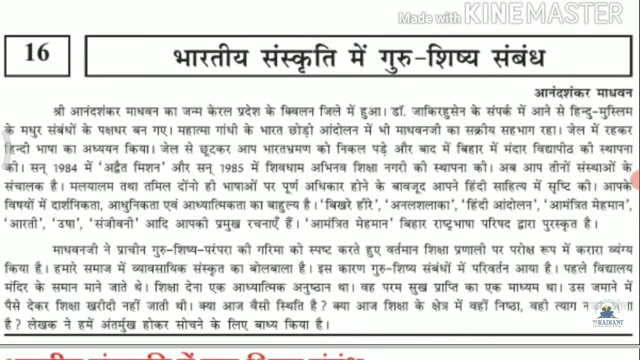 Made with KINEMASTER
16
भारतीय संस्कृति में गुरु-शिष्य संबंध
आनंदशंकर माधवन
श्री आनंदशंकर माधवन का जन्म केरल प्रदेश के क्विलन जिले में हुआ। डॉ. जाकिरहुसेन के संपर्क में आने से हिन्दु-मुस्लिम
के मधुर संबंधों के पक्षधर बन गए। महात्मा गांधी के भारत छोड़ो आंदोलन में भी माधवनजी का सक्रीय सहभाग रहा। जेल में रहकर
हिन्दी भाषा का अध्ययन किया। जेल से छूटकर आप भारतभ्रमण को निकल पड़े और बाद में बिहार में मंदार विद्यापीठ की स्थापना
की। सन् 1984 में 'अद्वैत मिशन' और सन् 1985 में शिवधाम अभिनव शिक्षा नगरी की स्थापना की। अब आप तीनों संस्थाओं के
संचालक है। मलयालम तथा तमिल दोंनो ही भाषाओं पर पूर्ण अधिकार होने के बावजूद आपने हिंदी साहित्य में सृष्टि की। आपके
विषयों में दार्शनिकता, आधुनिकता एवं आध्यात्मिकता का बाहुल्य है। 'बिखरे हीरे', 'अनलशलाका', 'हिंदी आंदोलन', 'आमंत्रित मेहमान',
'आरती', 'उषा', 'संजीवनी' आदि आपकी प्रमुख रचनाएँ हैं। 'आमंत्रित मेहमान' बिहार राष्ट्रभाषा परिषद द्वारा पुरस्कृत है।
माधवनजी ने प्राचीन गुरु-शिष्य-परंपरा की गरिमा को स्पष्ट करते हुए वर्तमान शिक्षा प्रणाली पर परोक्ष रूप में करारा व्यंग्य
किया है। हमारे समाज में व्यावसायिक संस्कृत का बोलबाला है। इस कारण गुरु-शिष्य संबंधों में परिवर्तन आया है। पहले विद्यालय
मंदिर के समान माने जाते थे। शिक्षा देना एक आध्यात्मिक अनुष्ठान था। वह परम सुख प्राप्ति का एक माध्यम था। उस जमाने में
पैसे देकर शिक्षा खरीदी नहीं जाती थी। क्या आज वैसी स्थिति है? क्या आज शिक्षा के क्षेत्र में वहीं निष्ठा, वही त्याग
है? लेखक ने हमें अंतर्मुख होकर सोचने के लिए बाध्य किया है।
RADIANT
भारतीय संस्कृति में गुरु-शिष्य संबंध